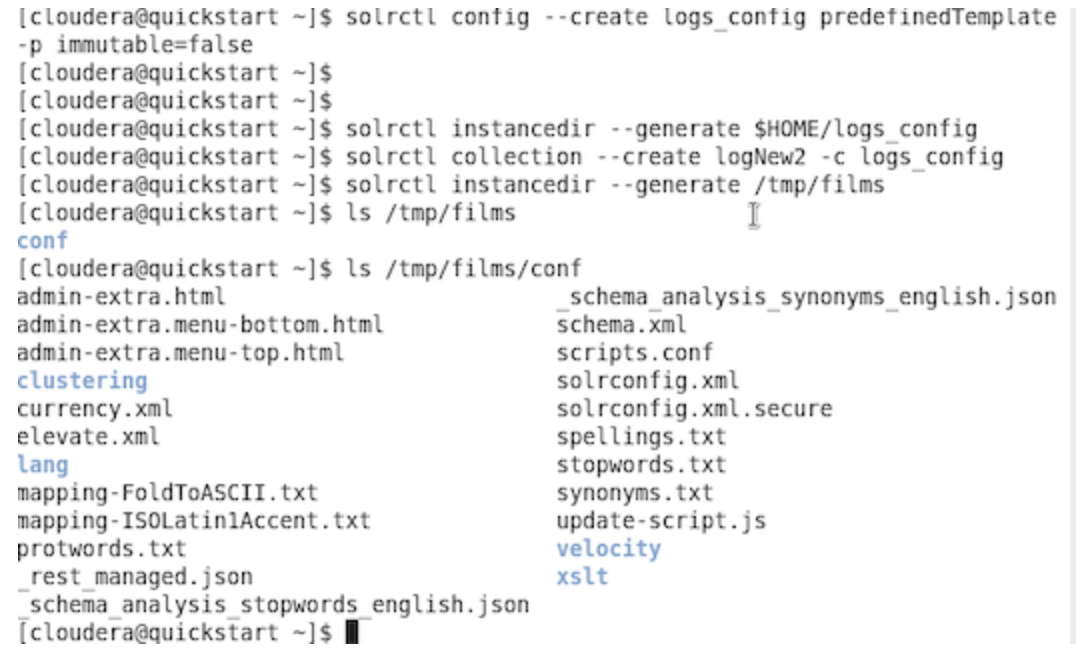 [cloudera@quickstart ~]$ solrctl config --create logs_config predefinedTemplate
-p immutable=false
[cloudera@quickstart ~]$
[cloudera@quickstart ~]$
[cloudera@quickstart ~]$ solrctl instancedir --generate $HOME/logs_config
[cloudera@quickstart ~]$ solrctl collection --create logNew2 -c logs_config
[cloudera@quickstart ~]$ solrctl instancedir --generate /tmp/films
[cloudera@quickstart ~]$ ls /tmp/films
conf
[cloudera@quickstart ~]$ ls /tmp/films/conf
admin-extra.html _schema_analysis_synonyms_english.json
admin-extra.menu-bottom.html schema.xml
admin-extra.menu-top.html scripts.conf
clustering solrconfig.xml
currency.xml solrconfig.xml.secure
elevate.xml spellings.txt
lang stopwords.txt
mapping-FoldToASCII.txt synonyms.txt
mapping-ISOLatin1Accent.txt update-script.js
protwords.txt velocity
_rest_managed.json xslt
_schema_analysis_stopwords_english.json
[cloudera@quickstart ~]$